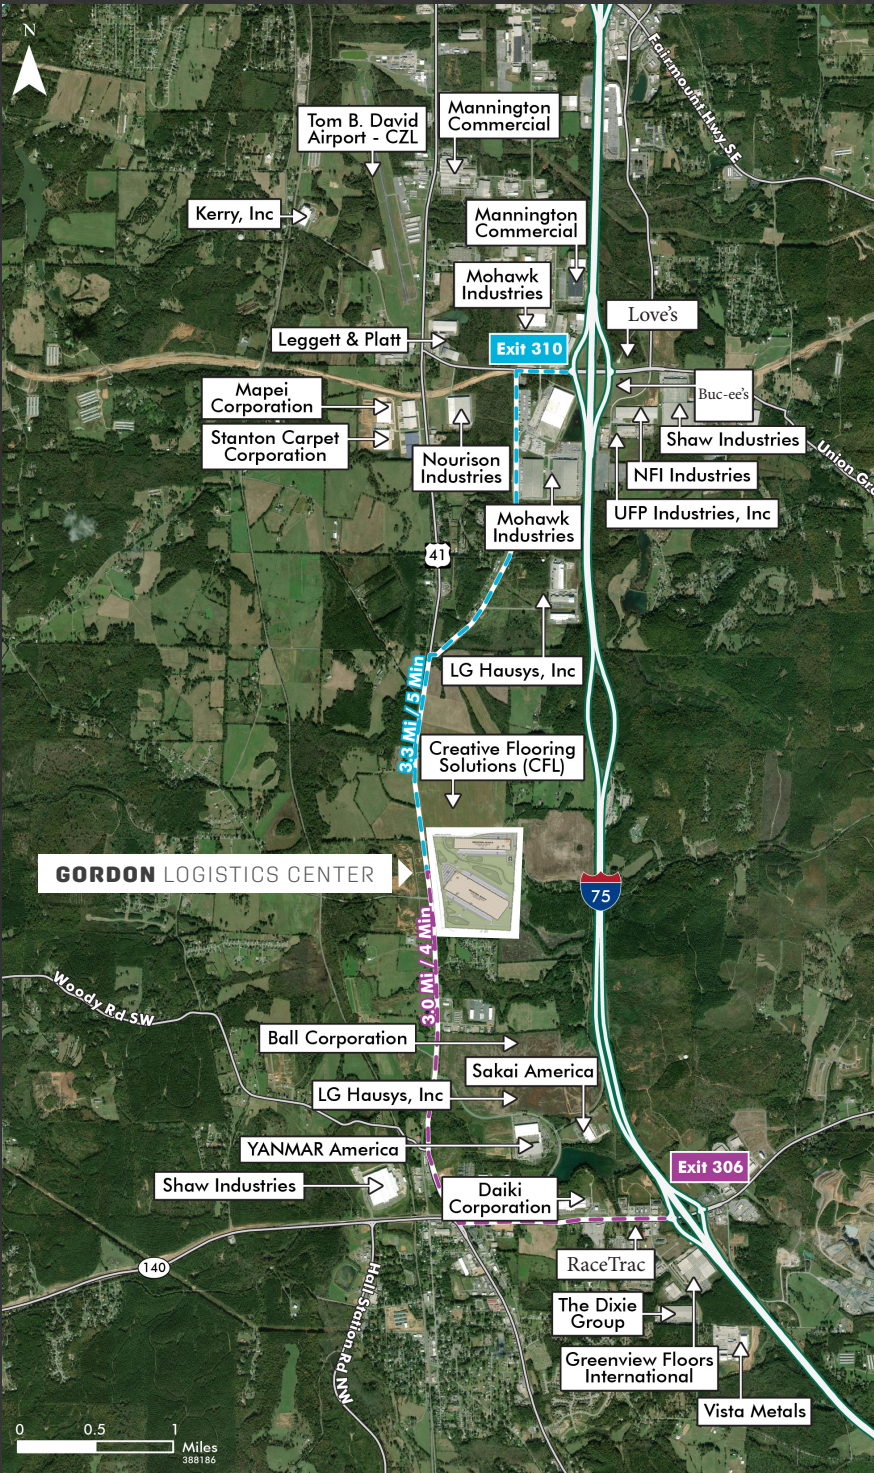 N
Fairmount Hwy SE
Tom B. David
Airport - CZL
Mannington
Commercial
Kerry, Inc
Mannington
Commercial
Mohawk
Industries
Love's
Leggett & Platt
Exit 310
Mapei
Corporation
Buc-ee's
Stanton Carpet
Corporation
Shaw Industries
Nourison
Industries
NFI Industries
Union Gro
UFP Industries, Inc
Mohawk
Industries
41
LG Hausys, Inc
3.3 Mi / 5 Min
Creative Flooring
Solutions (CFL)
GORDON LOGISTICS CENTER
75
3.0 Mi / 4 Min
Woody Rd SW
Ball Corporation
Sakai America
LG Hausys, Inc
YANMAR America
Exit 306
Shaw Industries
Daiki
Corporation
140
RaceTrac
Hall Station Rd NW
The Dixie
Group
Greenview Floors
International
Vista Metals
0 0.5 1
Miles
388186